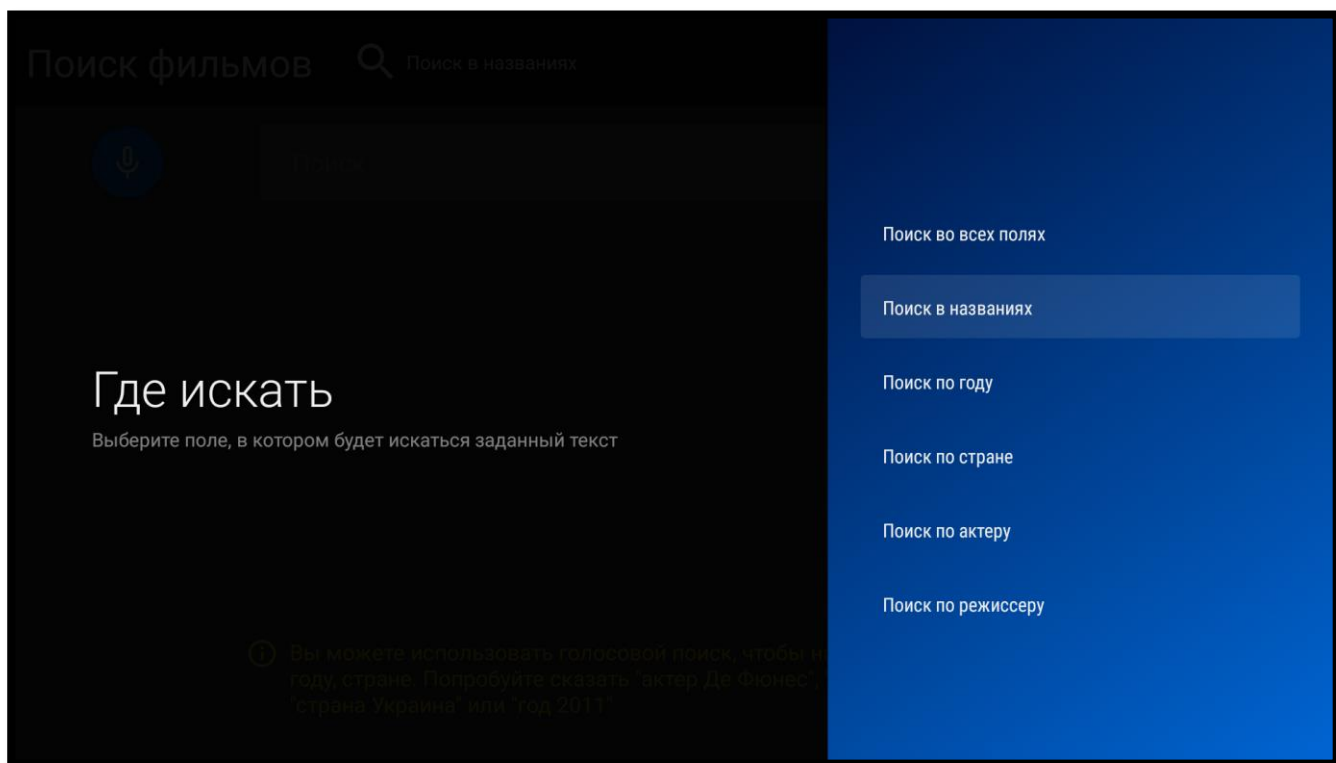 Поиск фильмов
Поиск в названиях
Поиск
Где искать
Выберите поле, в котором будет искаться заданный текст
Вы можете использовать голосовой поиск, чтобы н
году, стране. Попробуйте сказать "актер Де Фюнес",
"страна Украина" или "год 2011"
Поиск во всех полях
Поиск в названиях
Поиск по году
Поиск по стране
Поиск по актеру
Поиск по режиссеру